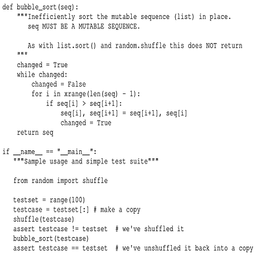 def bubble_sort(seq):
    """Inefficiently sort the mutable sequence (list) in place.
       seq MUST BE A MUTABLE SEQUENCE.

       As with list.sort() and random.shuffle this does NOT return
    """
    changed = True
    while changed:
        changed = False
        for i in xrange(len(seq) - 1):
            if seq[i] > seq[i+1]:
                seq[i], seq[i+1] = seq[i+1], seq[i]
                changed = True
    return seq

if __name__ == "__main__":
   """Sample usage and simple test suite"""

   from random import shuffle

   testset = range(100)
   testcase = testset[:] # make a copy
   shuffle(testcase)
   assert testcase != testset  # we've shuffled it
   bubble_sort(testcase)
   assert testcase == testset  # we've unshuffled it back into a copy